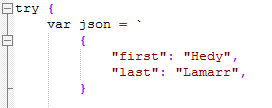 try {
    var json = `
        {
            "first": "Hedy",
            "last": "Lamarr",
        }